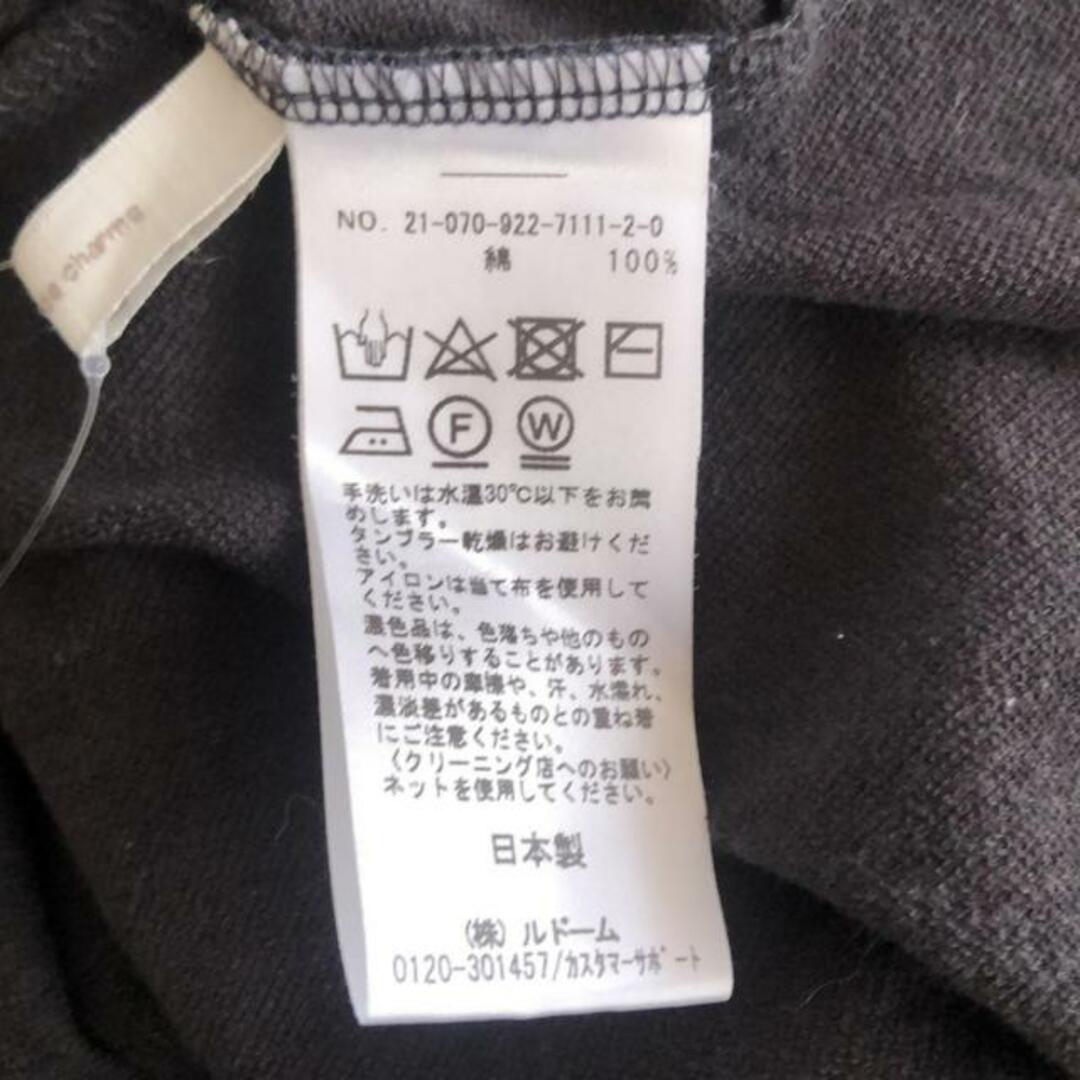 charme
NO. 21-070-922-7111-2-0
綿 100%
F W
手洗いは水温30℃以下をお薦
めします。
タンブラー乾燥はお避けくだ
さい。
アイロンは当て布を使用して
ください。
濃色品は、色落ちや他のもの
へ色移りすることがあります。
着用中の摩擦や、汗、水濡れ、
濃淡差があるものとの重ね着
にご注意ください。
〈クリーニング店へのお願い〉
ネットを使用してください。
日本製
(株) ルドーム
0120-301457/カスタマーサポート